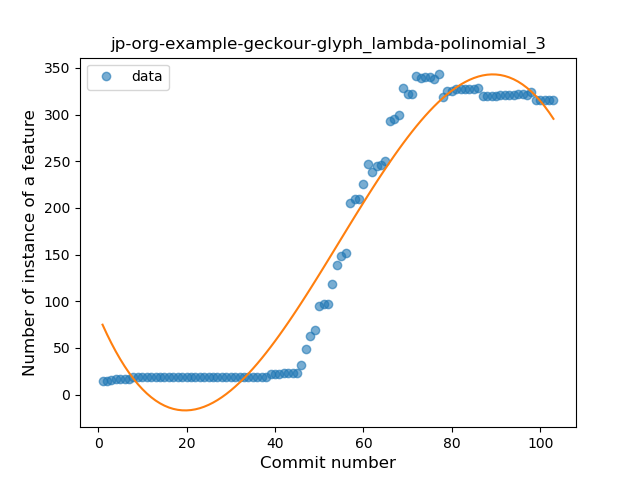 jp-org-example-geckour-glyph_lambda-polinomial_3
data
Number of instance of a feature
350
300
250
200
150
100
50
0
0 20 40 60 80 100
Commit number